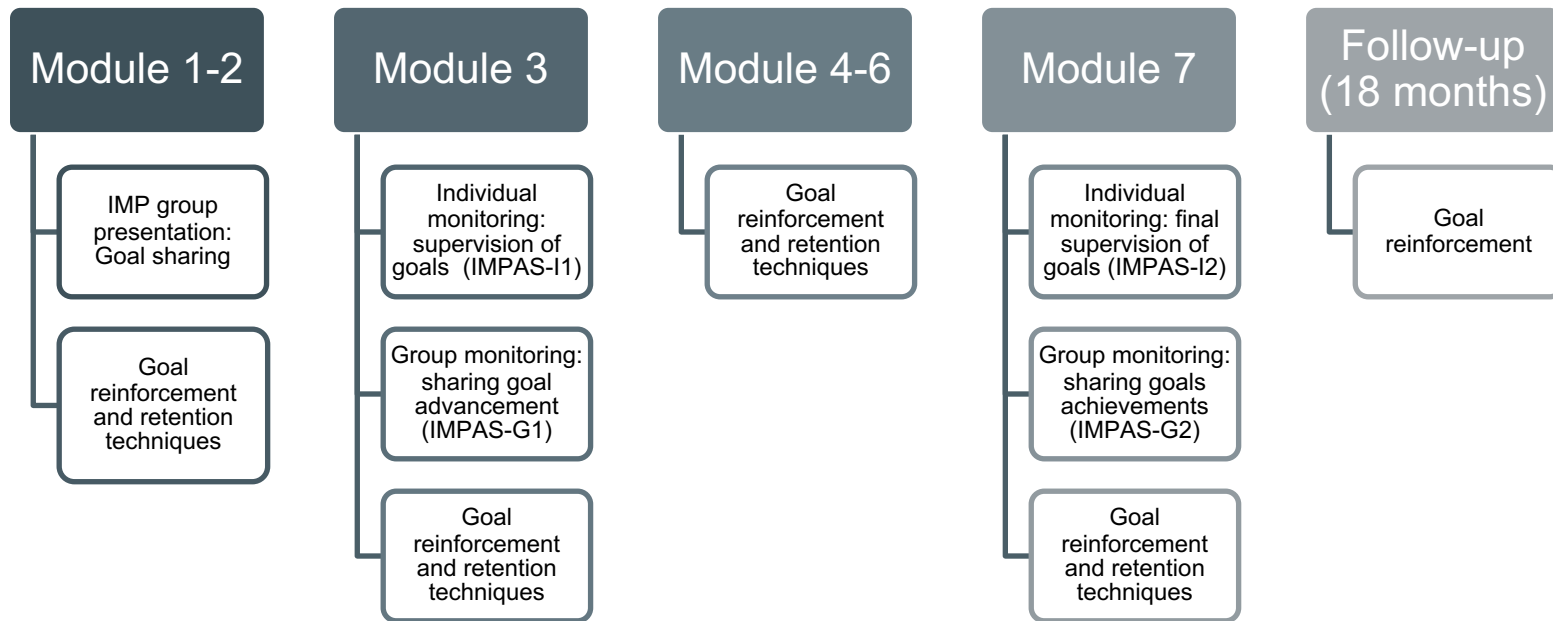 Module 1-2
IMP group
presentation:
Goal sharing
Goal
reinforcement
and retention
techniques
Module 3
Individual
monitoring:
supervision of
goals (IMPAS-I1)
Group monitoring:
sharing goal
advancement
(IMPAS-G1)
Goal
reinforcement
and retention
techniques
Module 4-6
Goal
reinforcement
and retention
techniques
Module 7
Individual
monitoring: final
supervision of
goals (IMPAS-I2)
Group monitoring:
sharing goals
achievements
(IMPAS-G2)
Goal
reinforcement
and retention
techniques
Follow-up
(18 months)
Goal
reinforcement